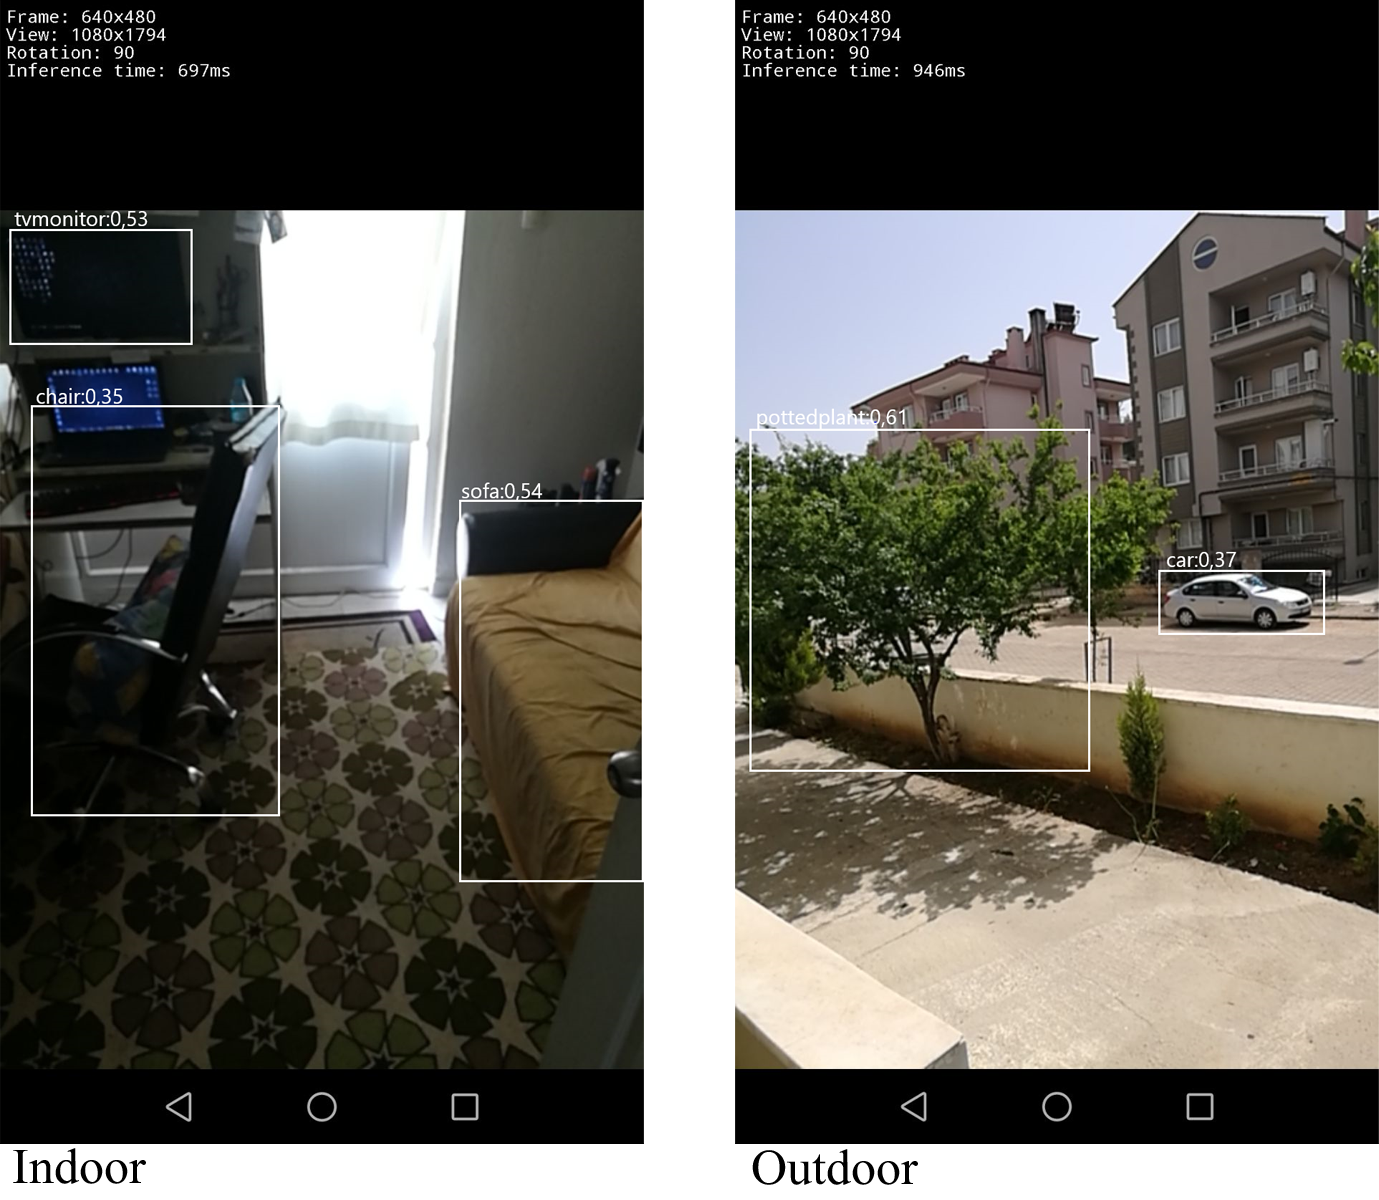 Frame: 640x480
View: 1080x1794
Rotation: 90
Inference time: 697ms
tvmonitor:0,53
chair:0,35
sofa:0,54
Indoor
Frame: 640x480
View: 1080x1794
Rotation: 90
Inference time: 946ms
pottedplant:0,61
car:0,37
Outdoor